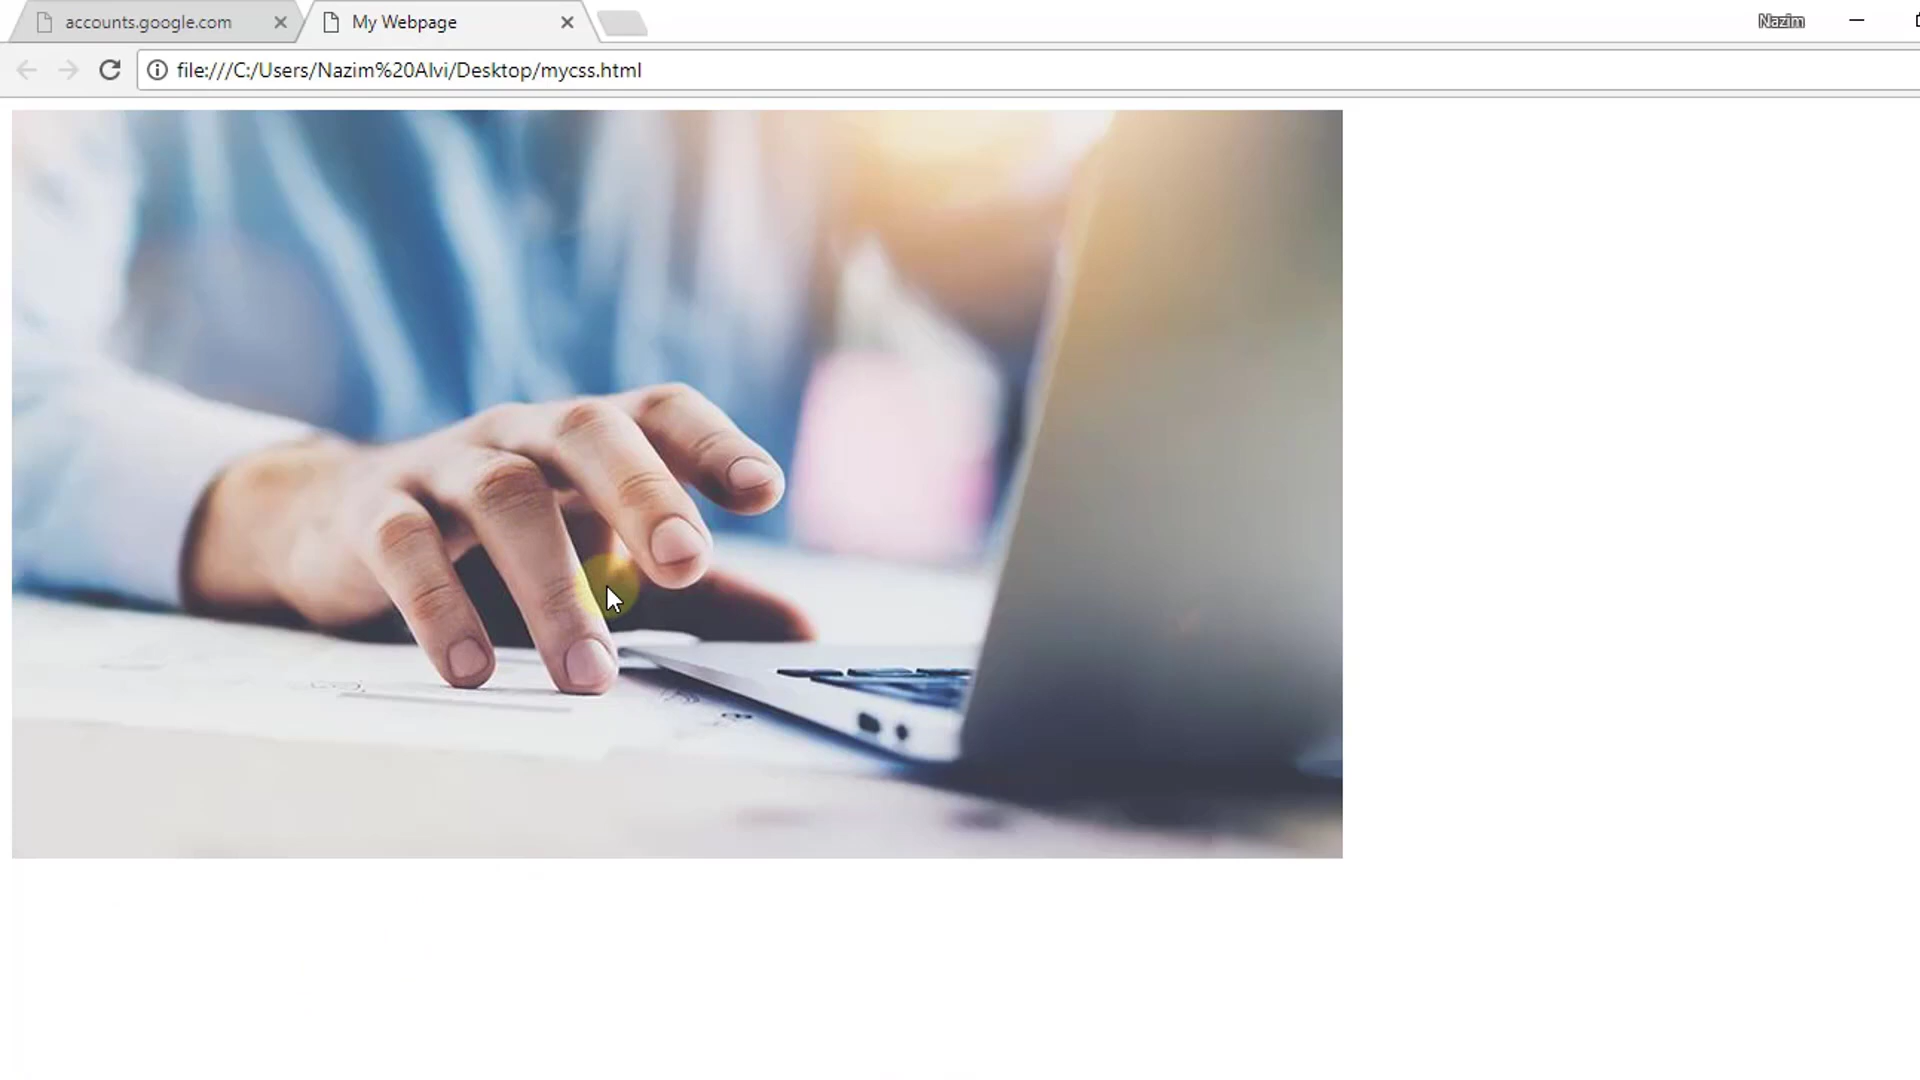 accounts.google.com
My Webpage
Nazim
file:///C:/Users/Nazim%20Alvi/Desktop/mycss.html